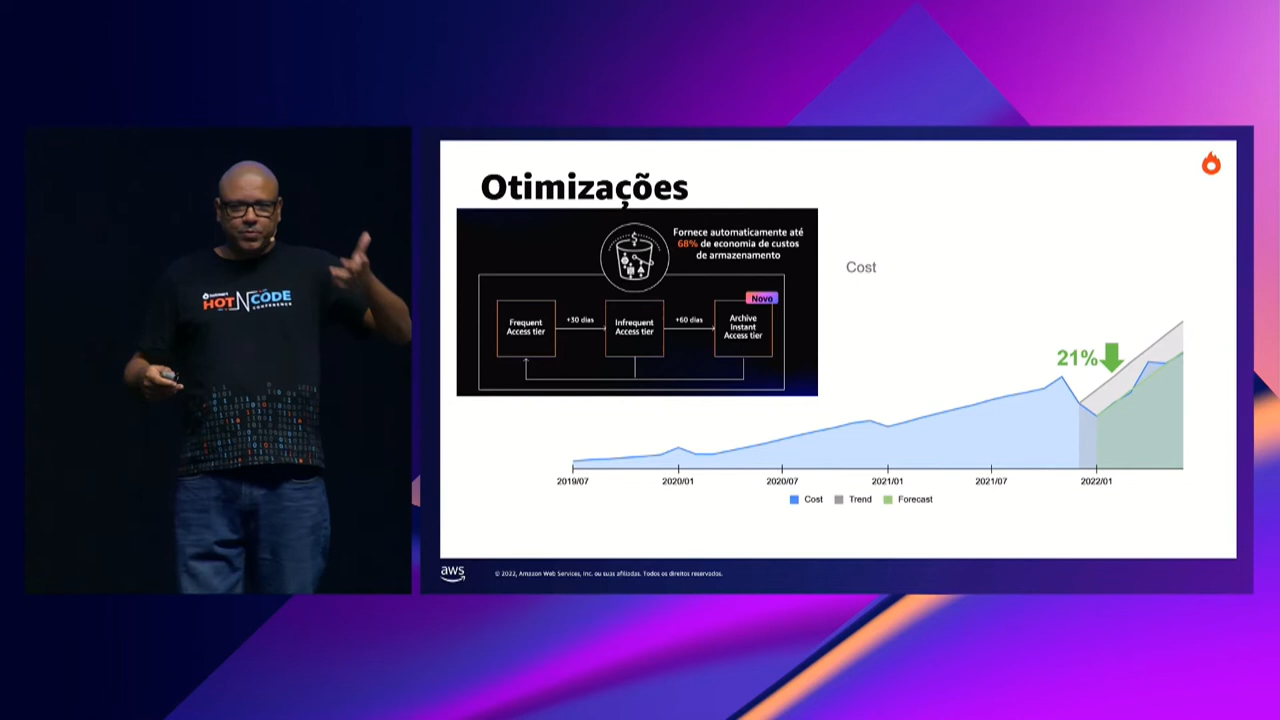 HOT N CODE
CONFERENCE
Otimizações
Fornece automaticamente até
68% de economia de custos
de armazenamento
$
Novo
Frequent
Access tier
+30 dias
Infrequent
Access tier
+60 dias
Archive
Instant
Access tier
Cost
21%
2019/07 2020/01 2020/07 2021/01 2021/07 2022/01
Cost Trend Forecast
aws
© 2022, Amazon Web Services, Inc. ou suas afiliadas. Todos os direitos reservados.